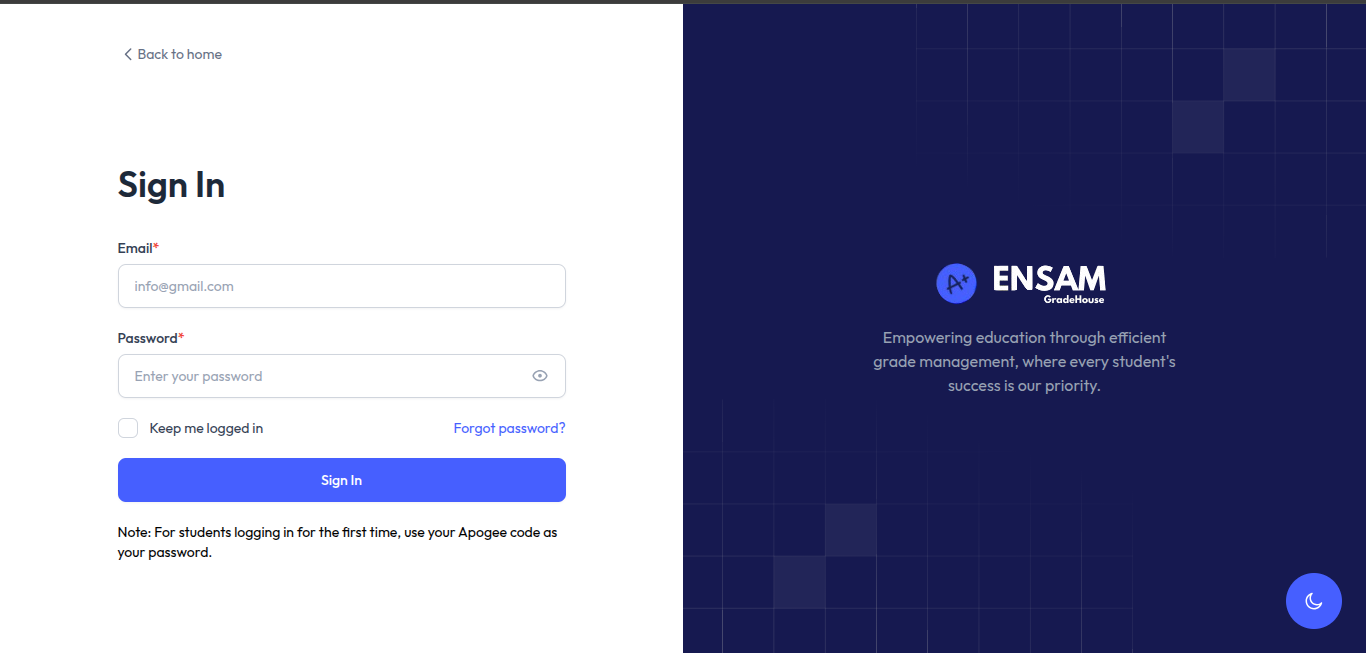 Back to home
Sign In
Email*
info@gmail.com
Password*
Enter your password
Keep me logged in
Forgot password?
Sign In
Note: For students logging in for the first time, use your Apogee code as
your password.
A+
ENSAM
GradeHouse
Empowering education through efficient
grade management, where every student's
success is our priority.